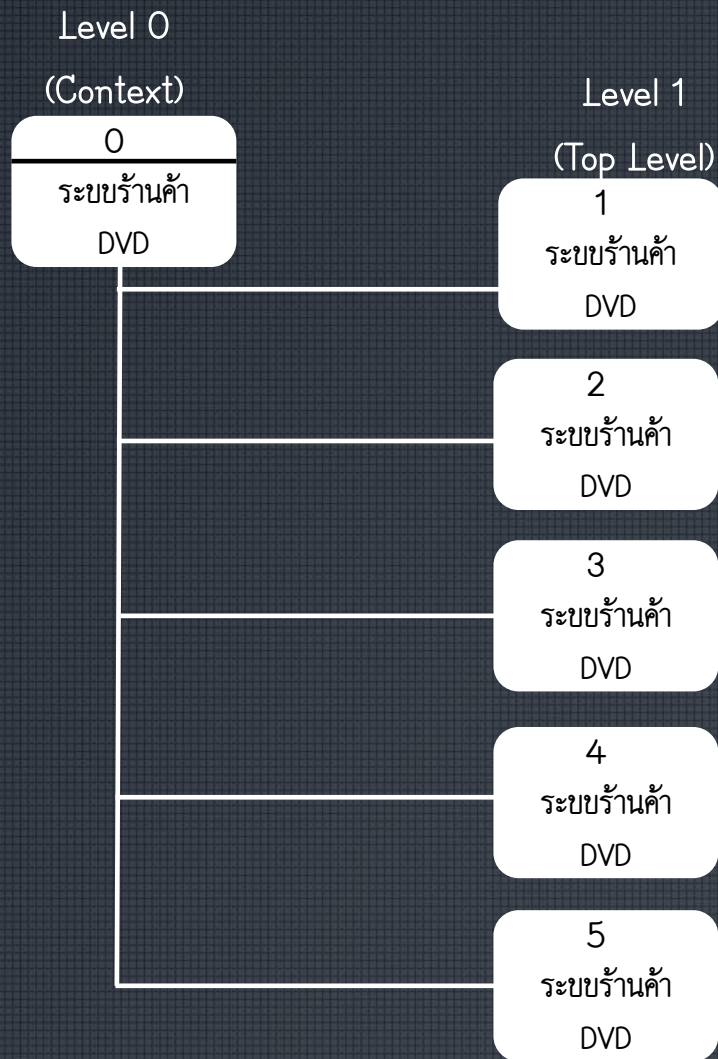 Level 0
(Context)
0
ระบบร้านค้า
DVD
Level 1
(Top Level)
1
ระบบร้านค้า
DVD
2
ระบบร้านค้า
DVD
3
ระบบร้านค้า
DVD
4
ระบบร้านค้า
DVD
5
ระบบร้านค้า
DVD